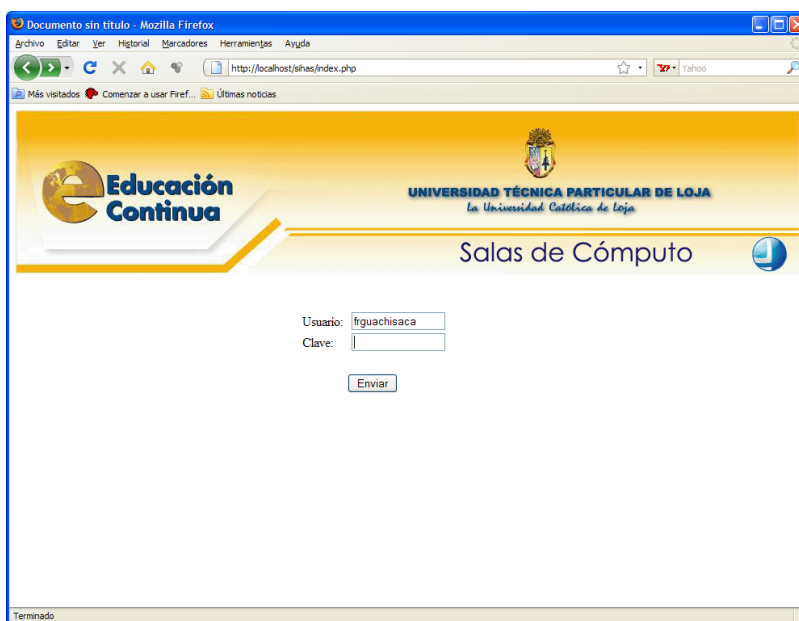 Documento sin título - Mozilla Firefox
Archivo Editar Ver Historial Marcadores Herramientas Ayuda
http://localhost/sihas/index.php
Yahoo
Más visitados Comenzar a usar Firef... Últimas noticias
Educación
Continua
UNIVERSIDAD TÉCNICA PARTICULAR DE LOJA
La Universidad Católica de Loja
Salas de Cómputo
Usuario: frguachisaca
Clave:
Enviar
Terminado